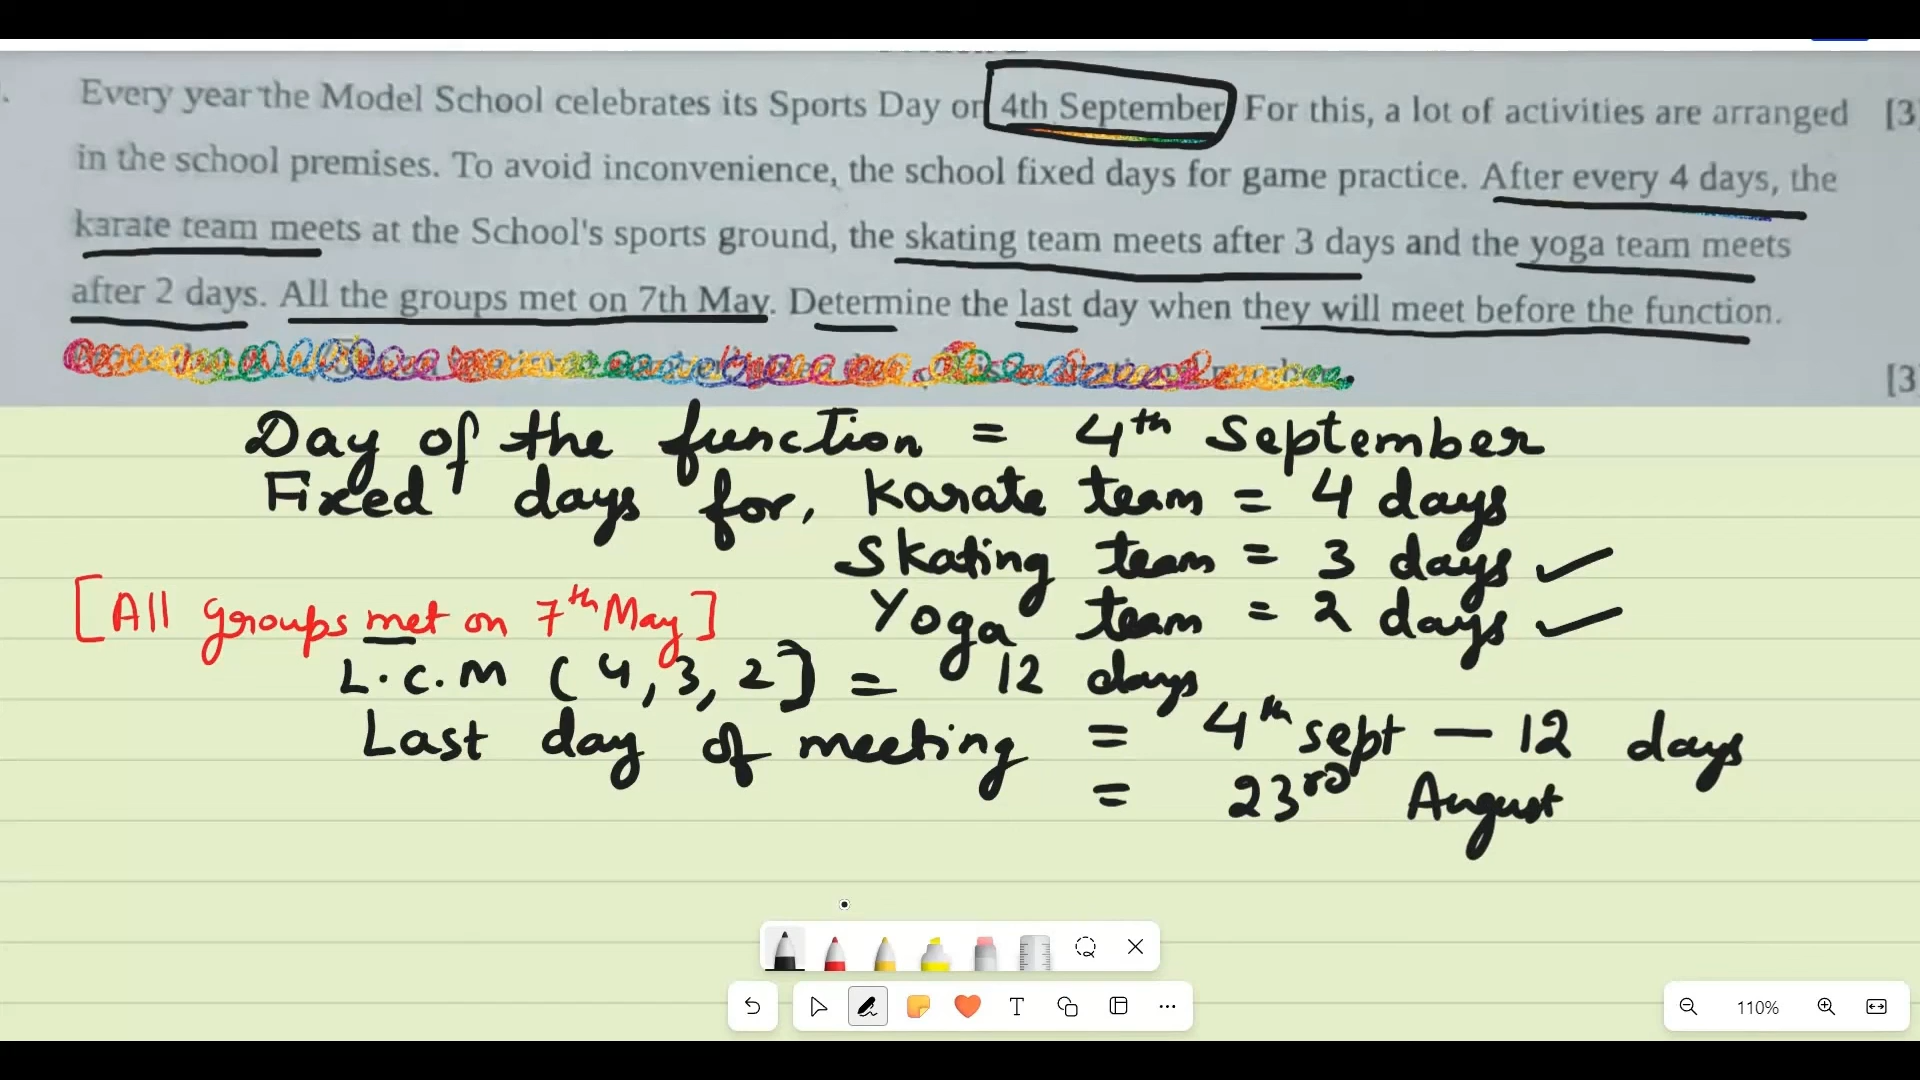 Every year the Model School celebrates its Sports Day on 4th September For this, a lot of activities are arranged [3]
in the school premises. To avoid inconvenience, the school fixed days for game practice. After every 4 days, the
karate team meets at the School's sports ground, the skating team meets after 3 days and the yoga team meets
after 2 days. All the groups met on 7th May. Determine the last day when they will meet before the function.
[3]
Day of the function = 4th September
Fixed days for, Karate team = 4 days
Skating team = 3 days ✓
[All groups met on 7th May] Yoga team = 2 days ✓
L.C.M (4,3,2] = 12 days
Last day of meeting = 4th sept — 12 days
= 23rd August
110%